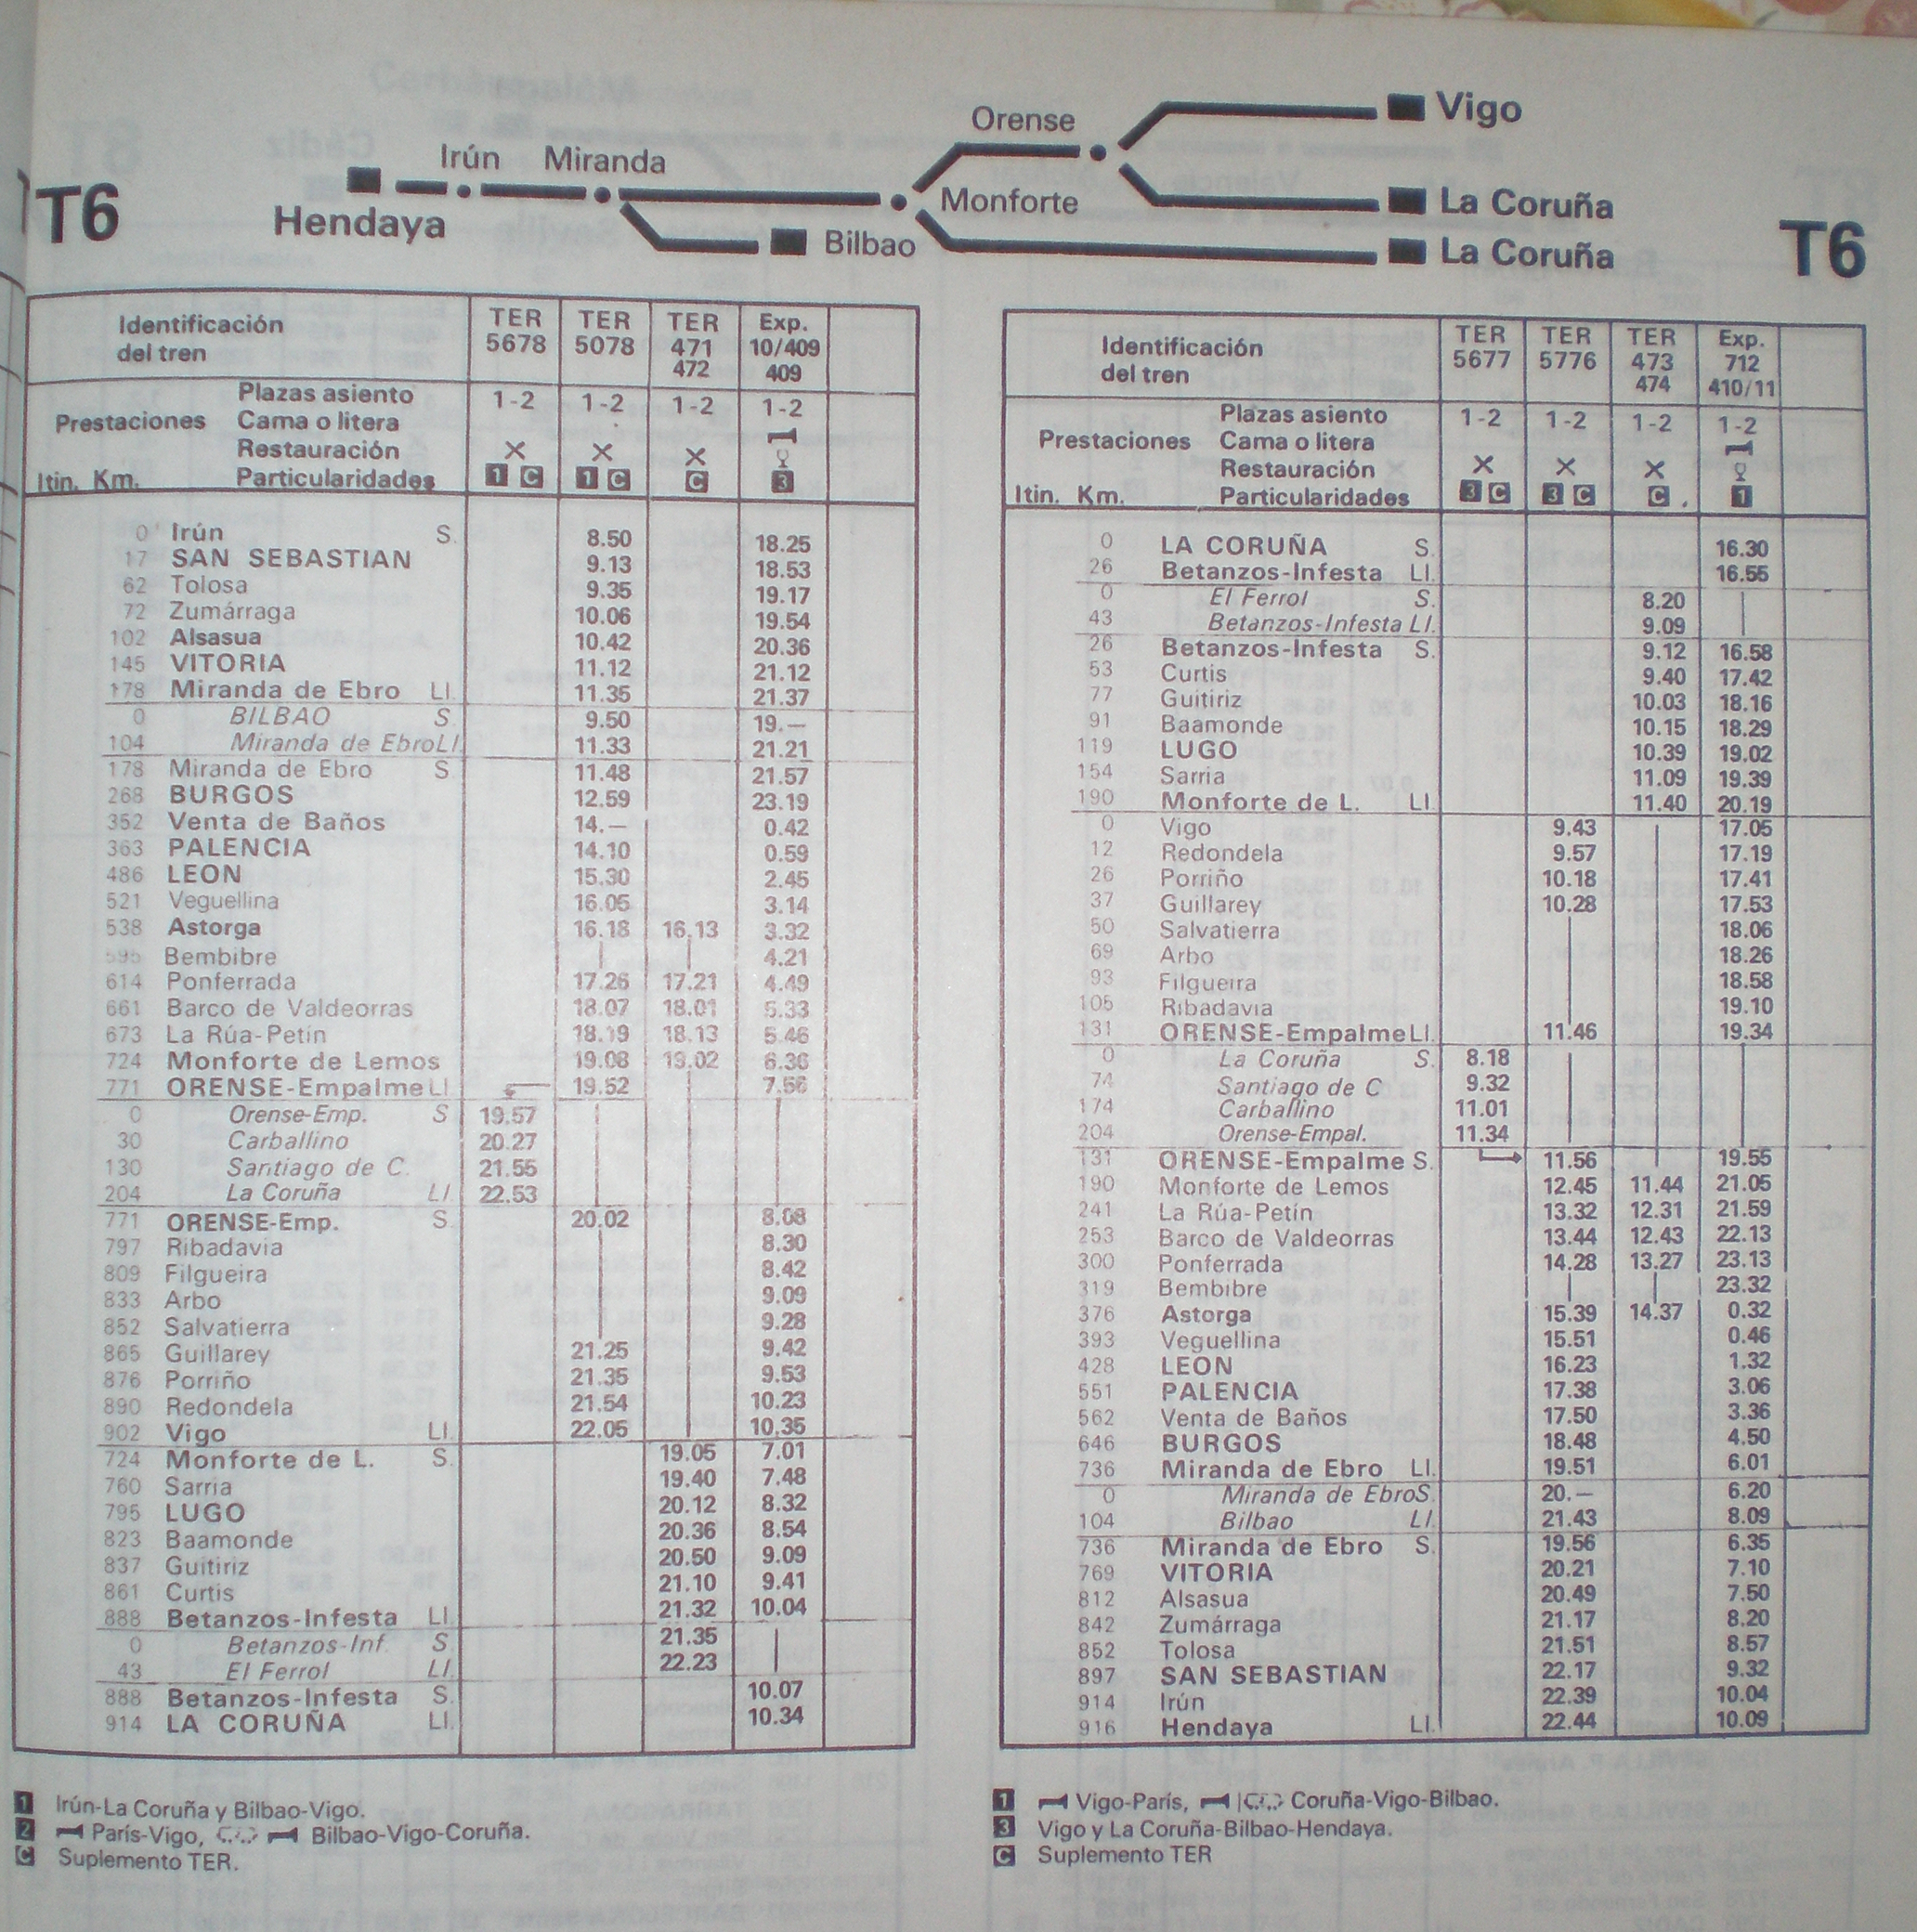 Orense Vigo
Irún Miranda
T6 Monforte La Coruña T6
Hendaya Bilbao La Coruña
Identificación del tren TER 5678 TER 5078 TER 471 472 Exp. 10/409 409
Plazas asiento 1-2 1-2 1-2 1-2
Prestaciones Cama o litera
Restauración
Itin. Km. Particularidades 1 C 1 C C 3
0 Irún S. 8.50 18.25
17 SAN SEBASTIAN 9.13 18.53
62 Tolosa 9.35 19.17
72 Zumárraga 10.06 19.54
102 Alsasua 10.42 20.36
145 VITORIA 11.12 21.12
178 Miranda de Ebro Ll. 11.35 21.37
0 BILBAO S. 9.50 19.—
104 Miranda de Ebro Ll. 11.33 21.21
178 Miranda de Ebro S. 11.48 21.57
268 BURGOS 12.59 23.19
352 Venta de Baños 14.— 0.42
363 PALENCIA 14.10 0.59
486 LEON 15.30 2.45
521 Veguellina 16.05 3.14
538 Astorga 16.18 16.13 3.32
595 Bembibre 4.21
614 Ponferrada 17.26 17.21 4.49
661 Barco de Valdeorras 18.07 18.01 5.33
673 La Rúa-Petín 18.19 18.13 5.46
724 Monforte de Lemos 19.08 19.02 6.36
771 ORENSE-Empalme Ll. 19.52 7.56
0 Orense-Emp. S 19.57
30 Carballino 20.27
130 Santiago de C. 21.55
204 La Coruña Ll. 22.53
771 ORENSE-Emp. S. 20.02 8.08
797 Ribadavia 8.30
809 Filgueira 8.42
833 Arbo 9.09
852 Salvatierra 9.28
865 Guillarey 21.25 9.42
876 Porriño 21.35 9.53
890 Redondela 21.54 10.23
902 Vigo Ll. 22.05 10.35
724 Monforte de L. S. 19.05 7.01
760 Sarria 19.40 7.48
795 LUGO 20.12 8.32
823 Baamonde 20.36 8.54
837 Guitiriz 20.50 9.09
861 Curtis 21.10 9.41
888 Betanzos-Infesta Ll. 21.32 10.04
0 Betanzos-Inf. S 21.35
43 El Ferrol Ll. 22.23
888 Betanzos-Infesta S. 10.07
914 LA CORUÑA Ll. 10.34
1 Irún-La Coruña y Bilbao-Vigo.
2 París-Vigo, Bilbao-Vigo-Coruña.
C Suplemento TER.
Identificación del tren TER 5677 TER 5776 TER 473 474 Exp. 712 410/11
Plazas asiento 1-2 1-2 1-2 1-2
Prestaciones Cama o litera
Restauración
Itin. Km. Particularidades 3 C 3 C C 1
0 LA CORUÑA S. 16.30
26 Betanzos-Infesta Ll. 16.55
0 El Ferrol S. 8.20
43 Betanzos-Infesta Ll. 9.09
26 Betanzos-Infesta S. 9.12 16.58
53 Curtis 9.40 17.42
77 Guitiriz 10.03 18.16
91 Baamonde 10.15 18.29
119 LUGO 10.39 19.02
154 Sarria 11.09 19.39
190 Monforte de L. Ll. 11.40 20.19
0 Vigo 9.43 17.05
12 Redondela 9.57 17.19
26 Porriño 10.18 17.41
37 Guillarey 10.28 17.53
50 Salvatierra 18.06
69 Arbo 18.26
93 Filgueira 18.58
105 Ribadavia 19.10
131 ORENSE-Empalme Ll. 11.46 19.34
0 La Coruña S. 8.18
74 Santiago de C 9.32
174 Carballino 11.01
204 Orense-Empal. 11.34
131 ORENSE-Empalme S. 11.56 19.55
190 Monforte de Lemos 12.45 11.44 21.05
241 La Rúa-Petín 13.32 12.31 21.59
253 Barco de Valdeorras 13.44 12.43 22.13
300 Ponferrada 14.28 13.27 23.13
319 Bembibre 23.32
376 Astorga 15.39 14.37 0.32
393 Veguellina 15.51 0.46
428 LEON 16.23 1.32
551 PALENCIA 17.38 3.06
562 Venta de Baños 17.50 3.36
646 BURGOS 18.48 4.50
736 Miranda de Ebro Ll. 19.51 6.01
0 Miranda de Ebro S. 20.— 6.20
104 Bilbao Ll. 21.43 8.09
736 Miranda de Ebro S. 19.56 6.35
769 VITORIA 20.21 7.10
812 Alsasua 20.49 7.50
842 Zumárraga 21.17 8.20
852 Tolosa 21.51 8.57
897 SAN SEBASTIAN 22.17 9.32
914 Irún 22.39 10.04
916 Hendaya Ll. 22.44 10.09
1 Vigo-París, Coruña-Vigo-Bilbao.
3 Vigo y La Coruña-Bilbao-Hendaya.
C Suplemento TER